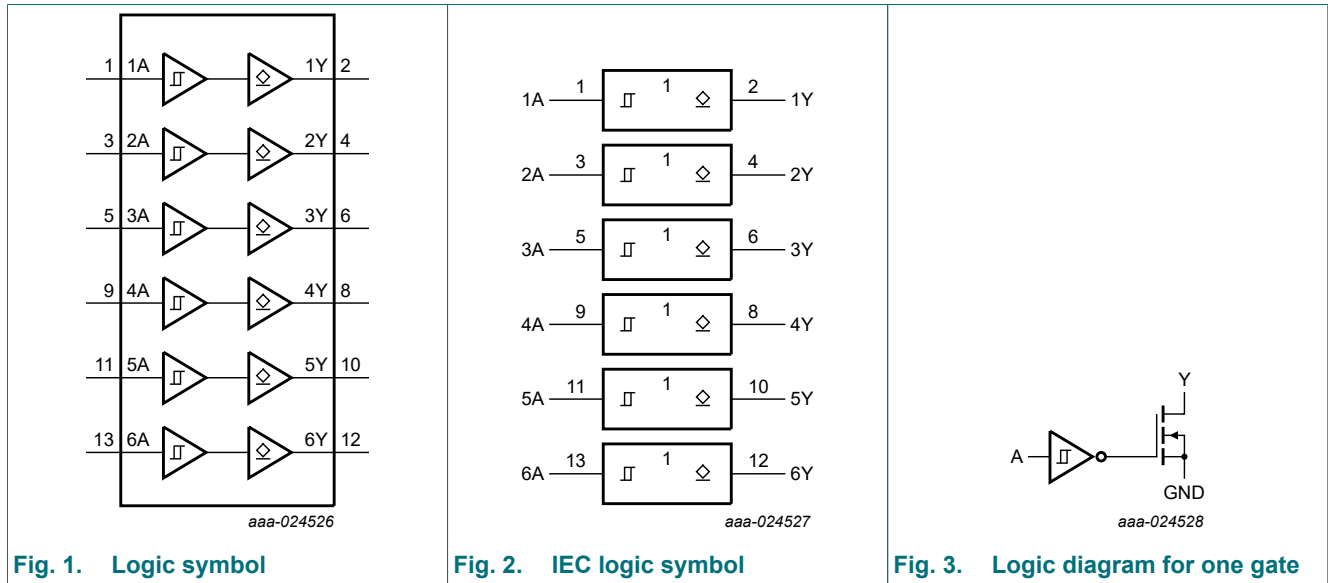 1 1A 1Y 2
3 2A 2Y 4
5 3A 3Y 6
9 4A 4Y 8
11 5A 5Y 10
13 6A 6Y 12
aaa-024526
Fig. 1. Logic symbol
1A 1 1 2 1Y
2A 3 1 4 2Y
3A 5 1 6 3Y
4A 9 1 8 4Y
5A 11 1 10 5Y
6A 13 1 12 6Y
aaa-024527
Fig. 2. IEC logic symbol
Y
A
GND
aaa-024528
Fig. 3. Logic diagram for one gate